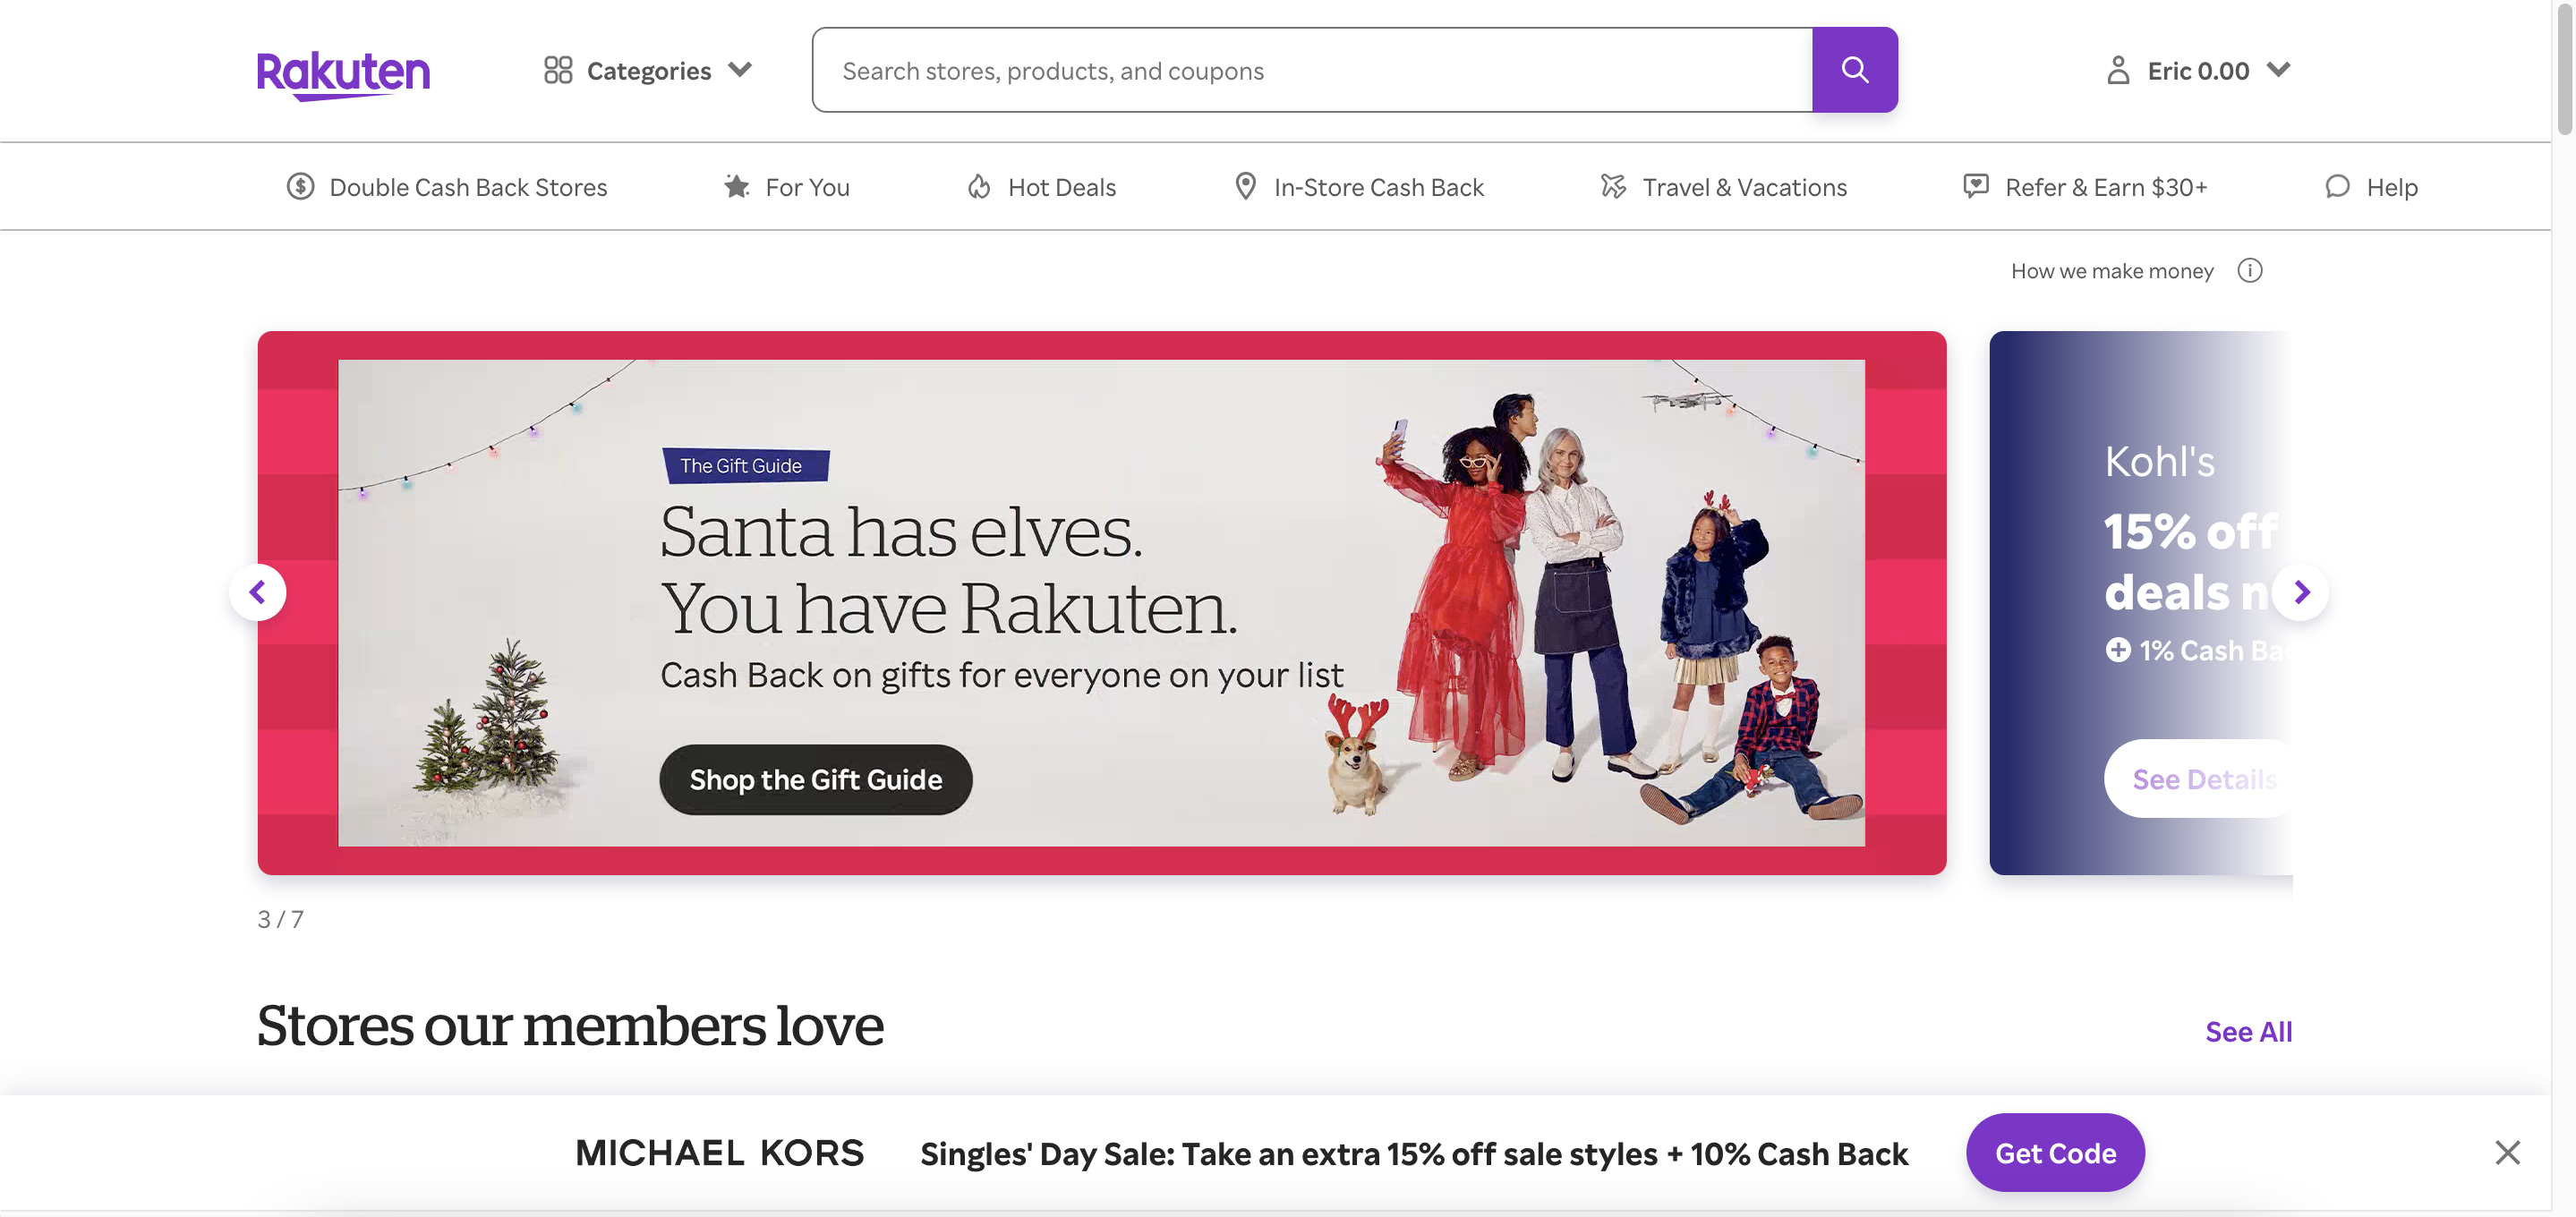 Rakuten
Categories
Search stores, products, and coupons
Eric 0.00
Double Cash Back Stores
For You
Hot Deals
In-Store Cash Back
Travel & Vacations
Refer & Earn $30+
Help
How we make money
The Gift Guide
Santa has elves.
You have Rakuten.
Cash Back on gifts for everyone on your list
Shop the Gift Guide
Kohl's
15% off
deals
1% Cash
See Details
3 / 7
Stores our members love
See All
MICHAEL KORS
Singles' Day Sale: Take an extra 15% off sale styles + 10% Cash Back
Get Code